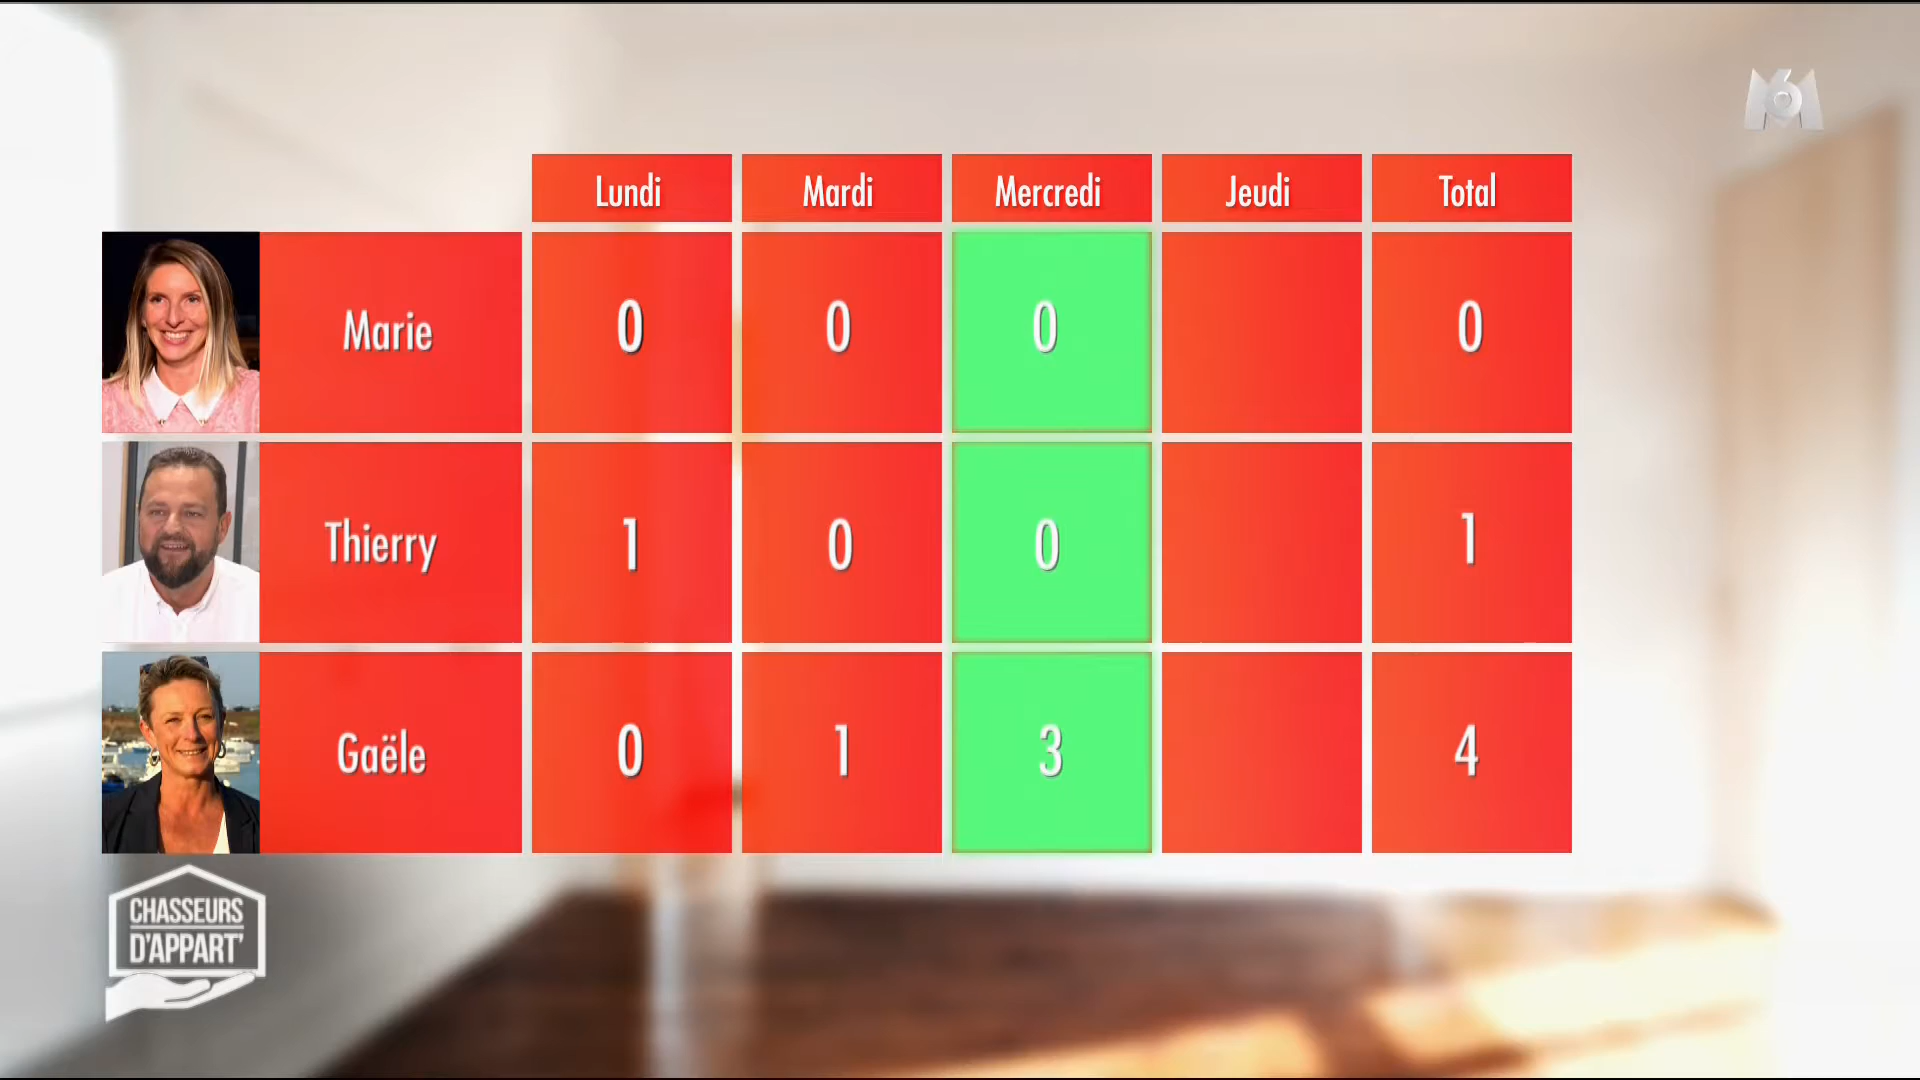 M6
Lundi Mardi Mercredi Jeudi Total
Marie 0 0 0 0
Thierry 1 0 0 1
Gaële 0 1 3 4
CHASSEURS
D'APPART'